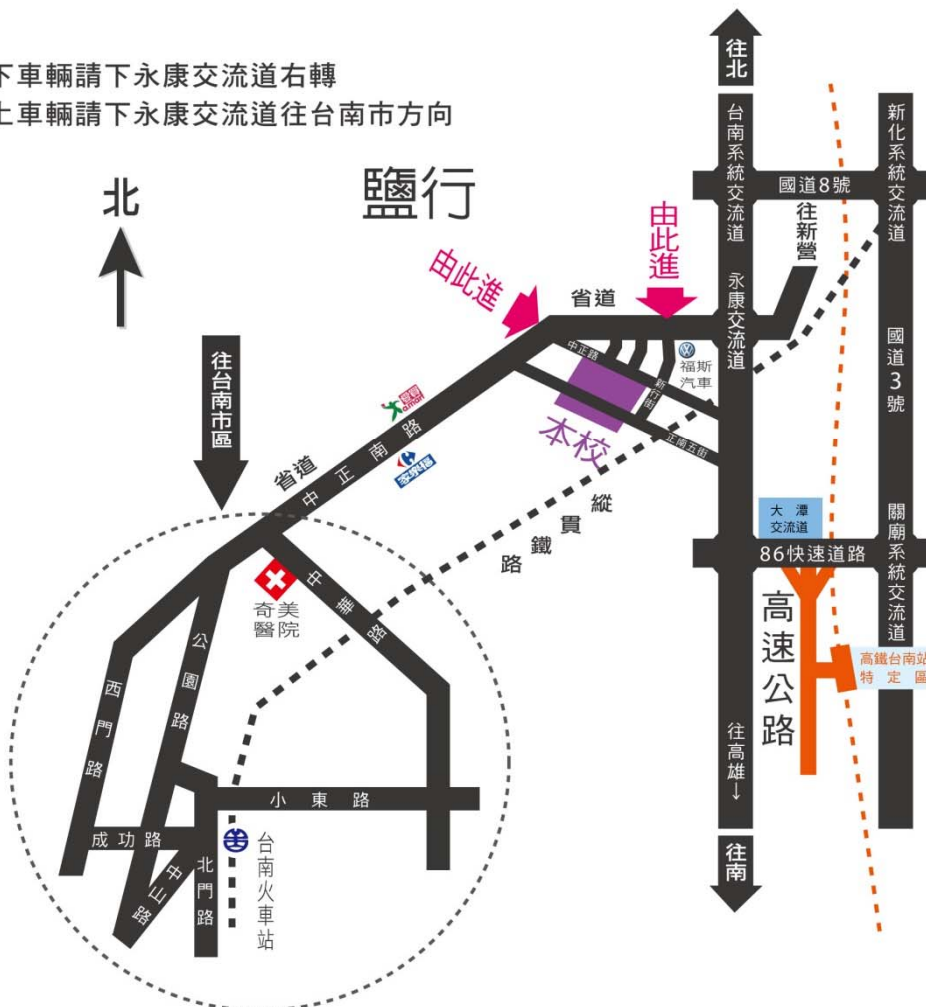 下車輛請下永康交流道右轉
上車輛請下永康交流道往台南市方向
北
鹽行
往北
台南系統交流道
新化系統交流道
國道8號
往新營
由此進
由此進
省道
永康交流道
國道3號
中正路
福斯
汽車
新行街
正南五街
本校
往台南市區
愛買
a.mart
家樂福
省道
中正南路
縱貫鐵路
大潭
交流道
86快速道路
關廟系統交流道
高速公路
高鐵台南站
特定區
奇美
醫院
中華路
公園路
西門路
往高雄↓
小東路
成功路
中山路
北門路
台南火車站
往南